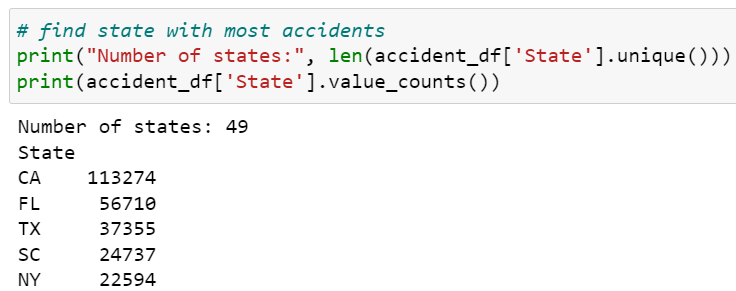 # find state with most accidents
print("Number of states:", len(accident_df['State'].unique()))
print(accident_df['State'].value_counts())
Number of states: 49
State
CA    113274
FL     56710
TX     37355
SC     24737
NY     22594